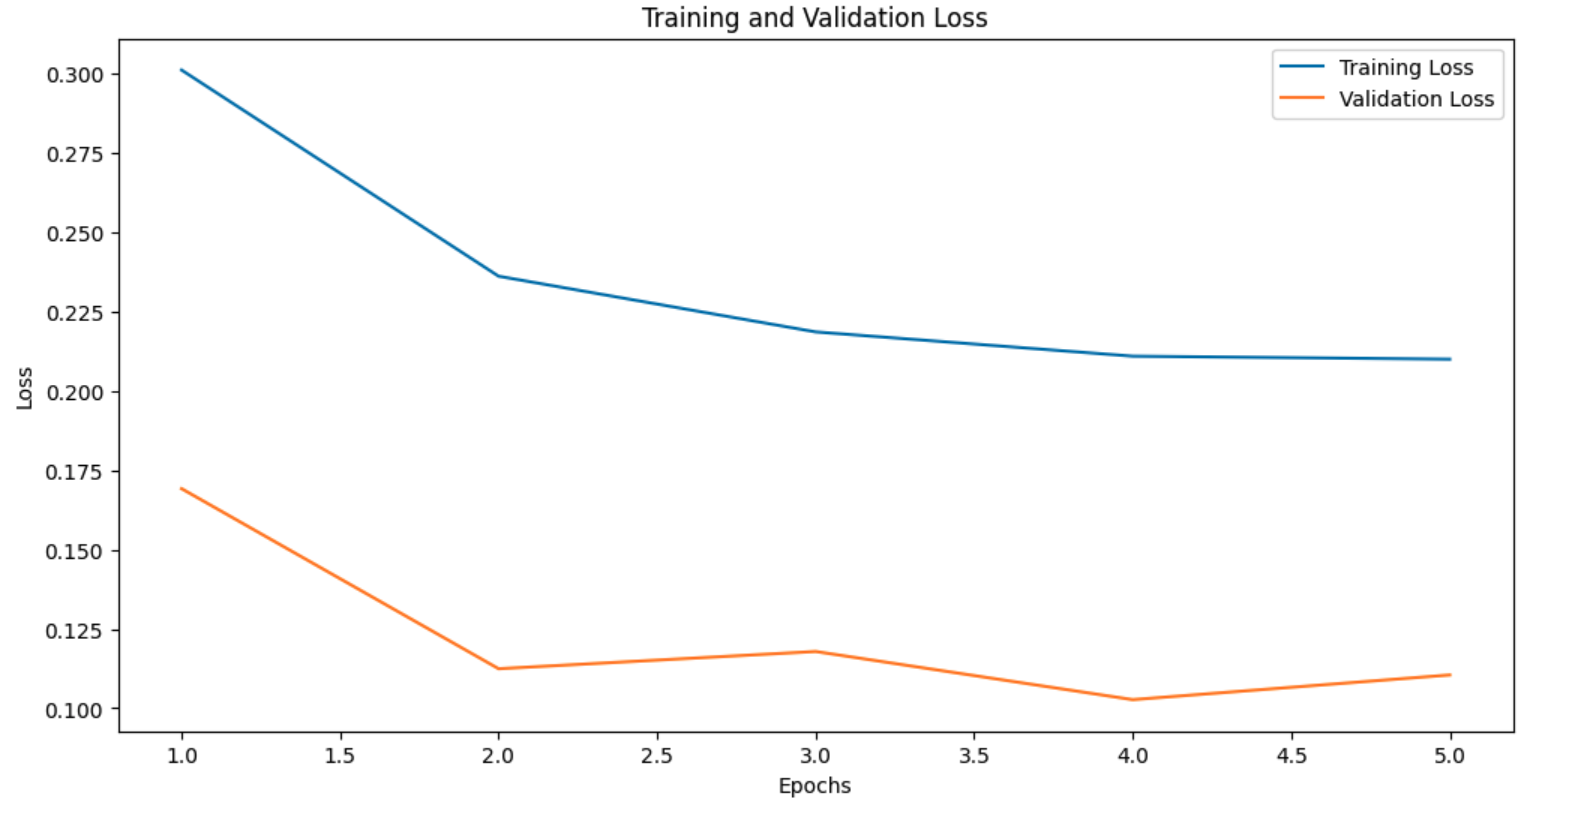 Training and Validation Loss
Training Loss
Validation Loss
0.300
0.275
0.250
0.225
0.200
0.175
0.150
0.125
0.100
Loss
1.0 1.5 2.0 2.5 3.0 3.5 4.0 4.5 5.0
Epochs